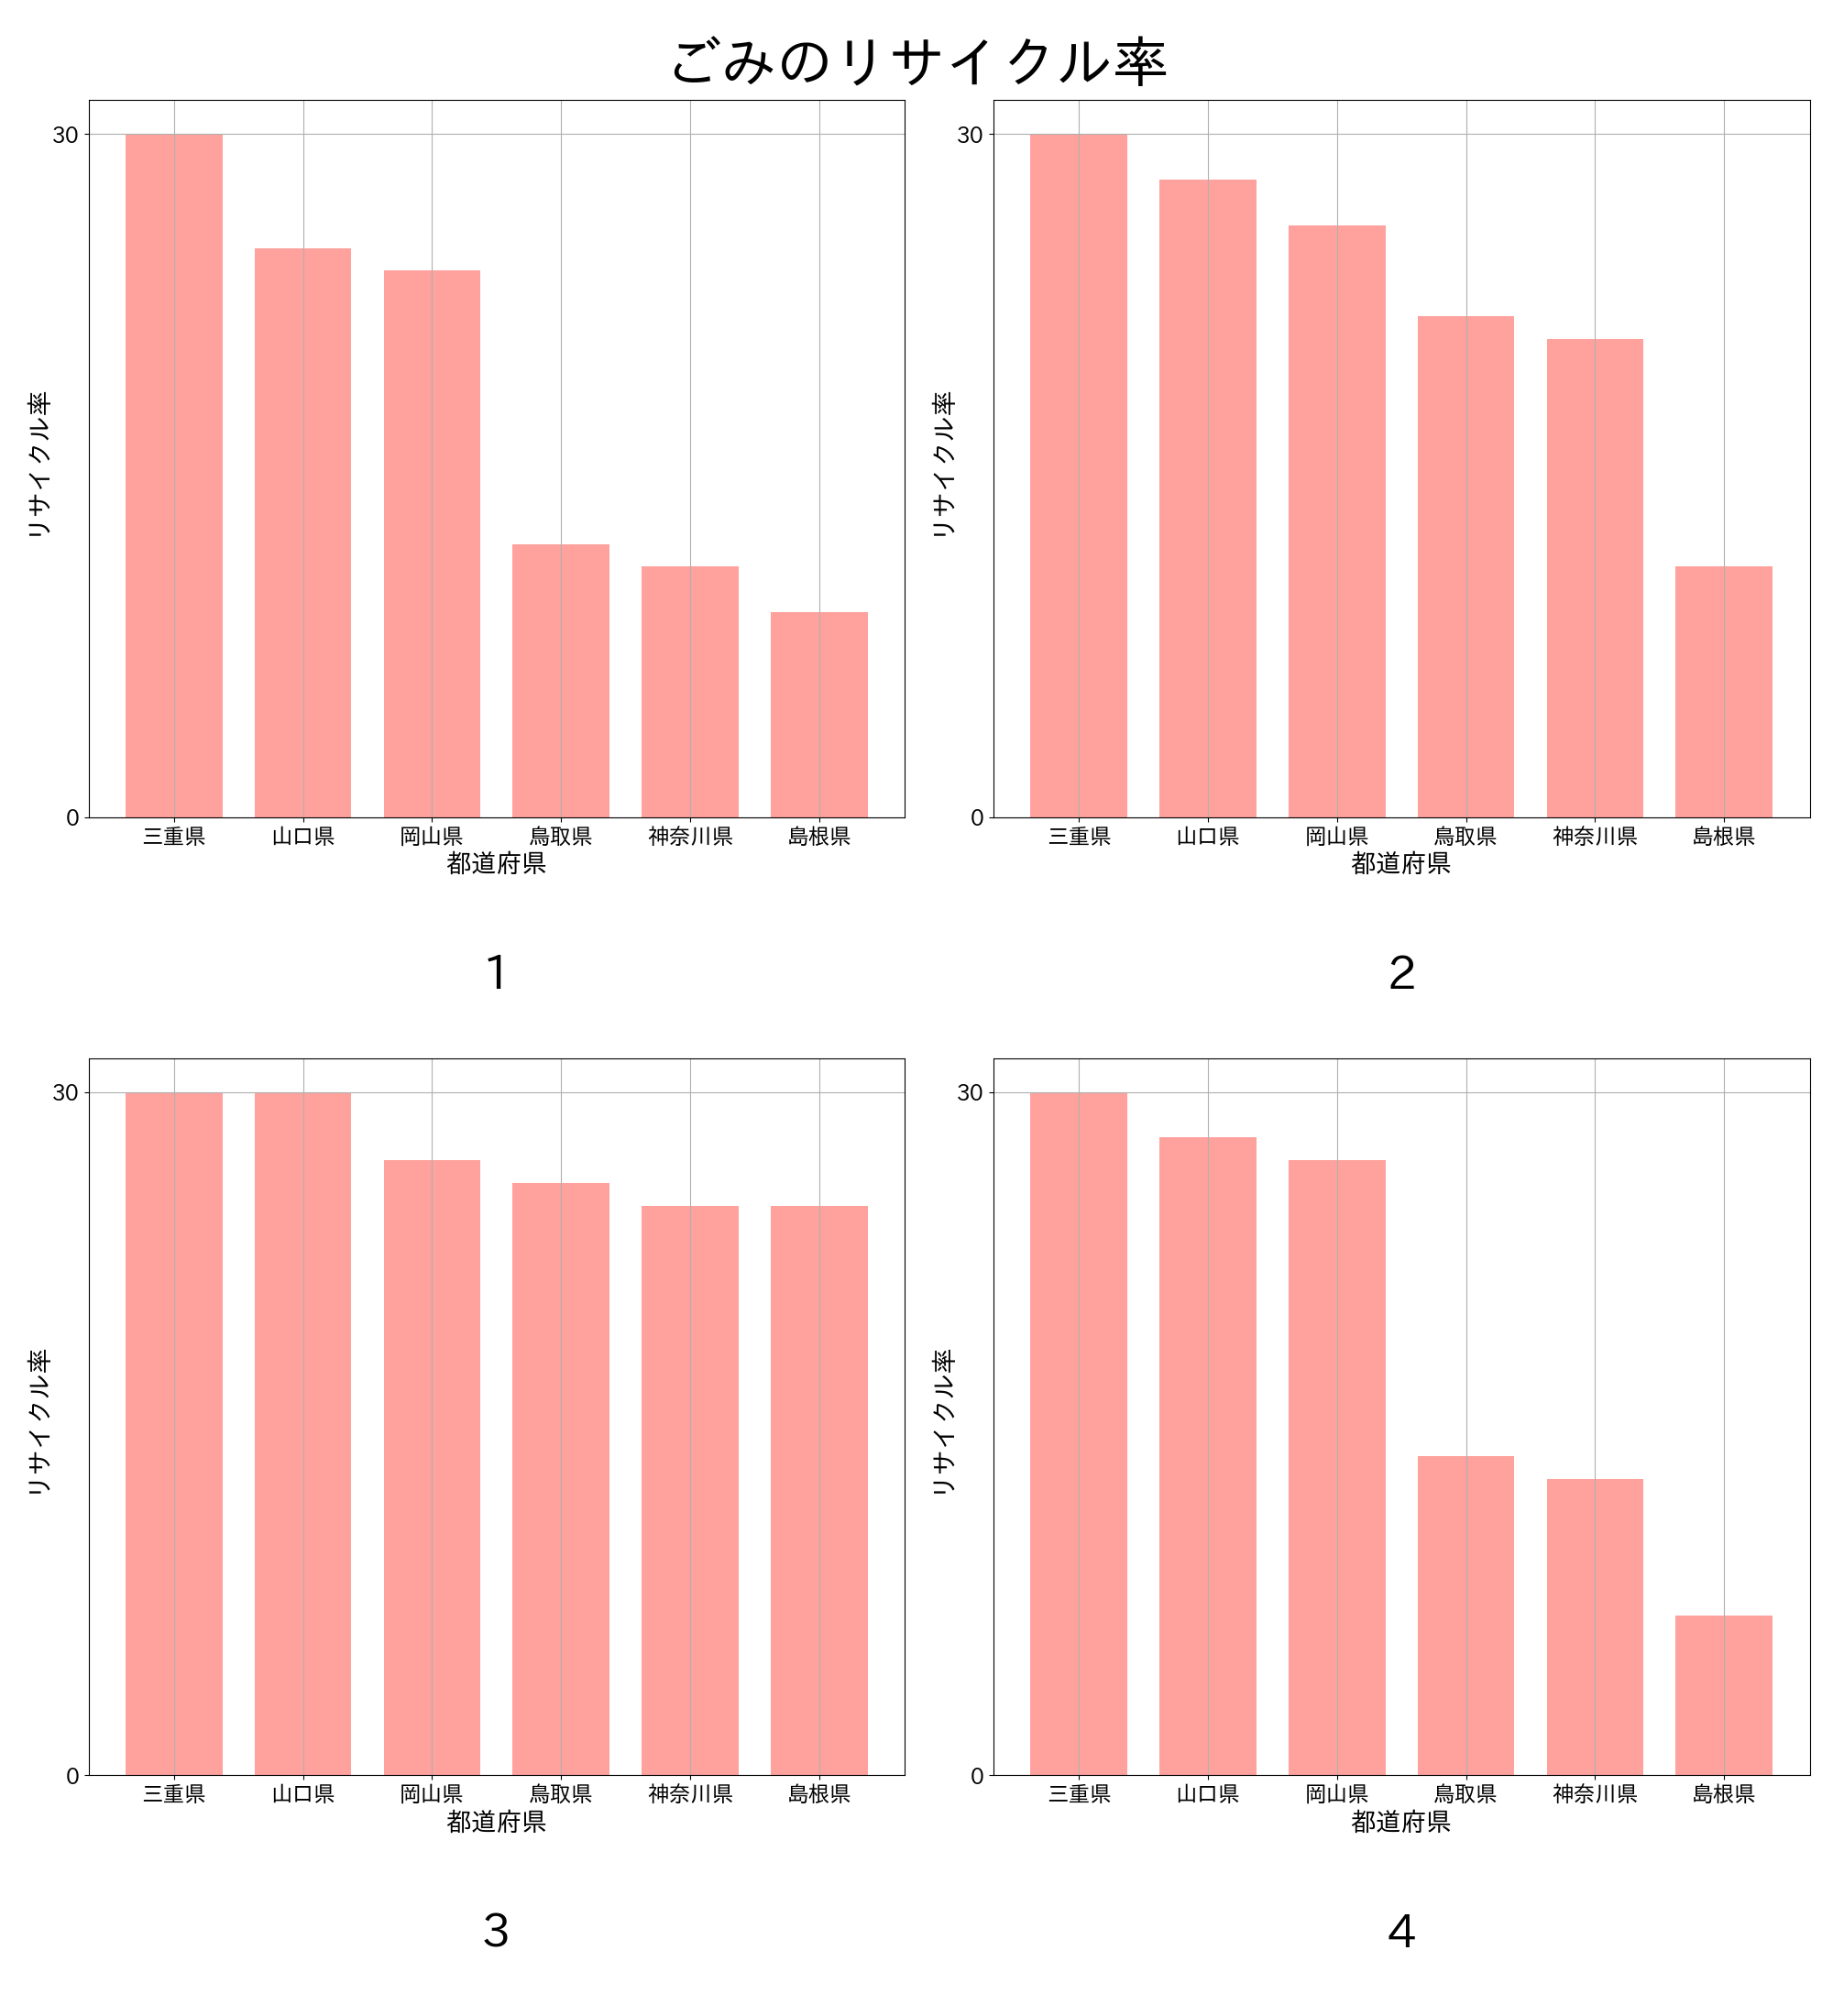 ごみのリサイクル率
30
0
リサイクル率
三重県 山口県 岡山県 鳥取県 神奈川県 島根県
都道府県
1
30
0
リサイクル率
三重県 山口県 岡山県 鳥取県 神奈川県 島根県
都道府県
2
30
0
リサイクル率
三重県 山口県 岡山県 鳥取県 神奈川県 島根県
都道府県
3
30
0
リサイクル率
三重県 山口県 岡山県 鳥取県 神奈川県 島根県
都道府県
4